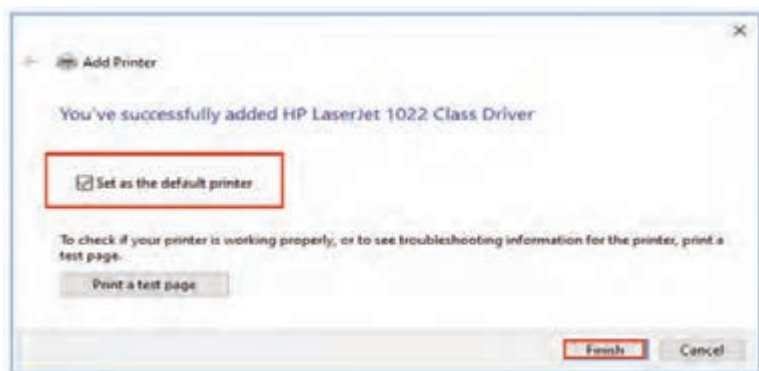 Add Printer
You've successfully added HP LaserJet 1022 Class Driver
Set as the default printer
To check if your printer is working properly, or to see troubleshooting information for the printer, print a
test page.
Print a test page
Finish Cancel